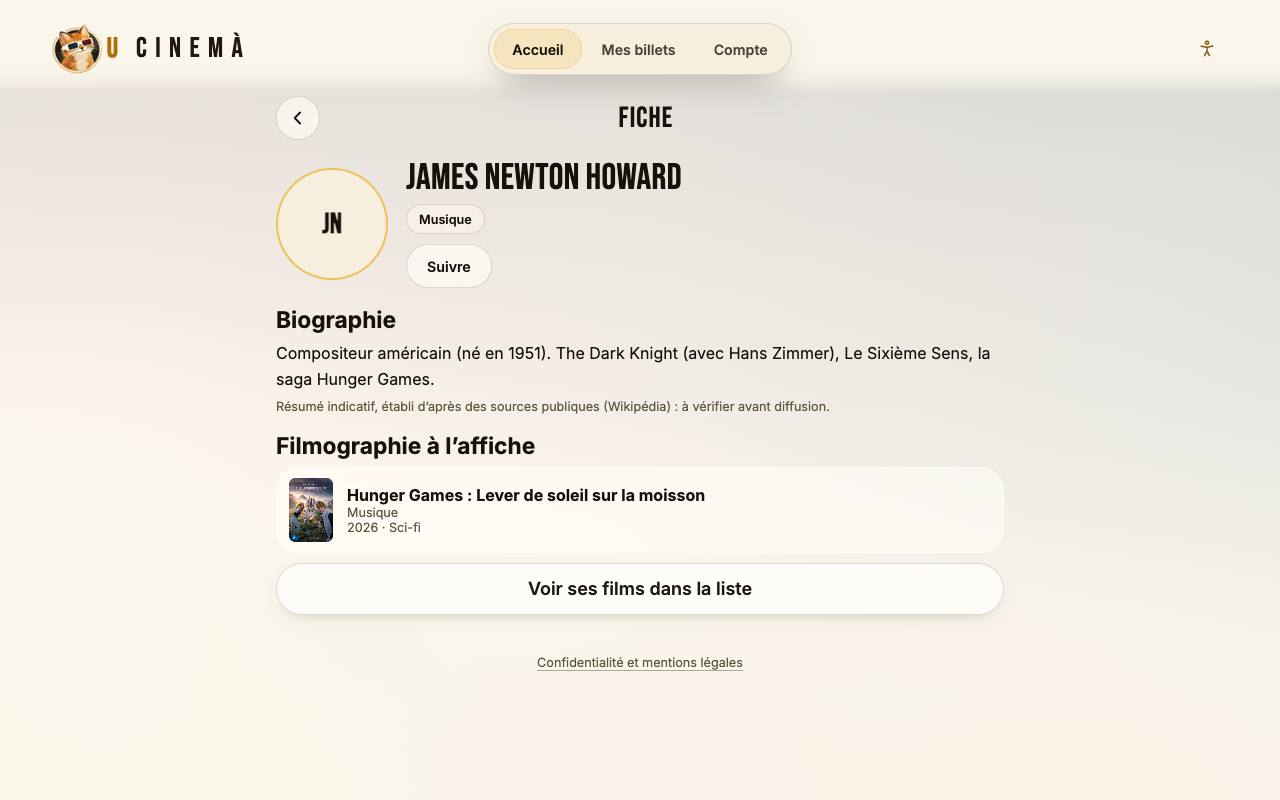 U CINEMÀ
Accueil
Mes billets
Compte
FICHE
JN
JAMES NEWTON HOWARD
Musique
Suivre
Biographie
Compositeur américain (né en 1951). The Dark Knight (avec Hans Zimmer), Le Sixième Sens, la
saga Hunger Games.
Résumé indicatif, établi d’après des sources publiques (Wikipédia) : à vérifier avant diffusion.
Filmographie à l’affiche
Hunger Games : Lever de soleil sur la moisson
Musique
2026 · Sci-fi
Voir ses films dans la liste
Confidentialité et mentions légales